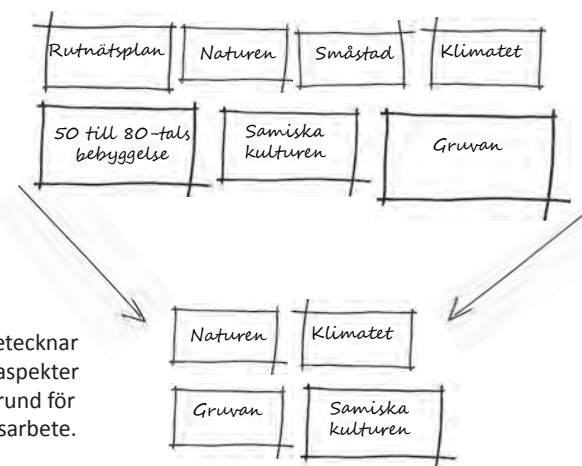 Rutnätsplan
Naturen
Småstad
Klimatet
50 till 80-tals
bebyggelse
Samiska
kulturen
Gruvan
Naturen
Klimatet
Gruvan
Samiska
kulturen
etecknar
aspekter
rund för
sarbete.